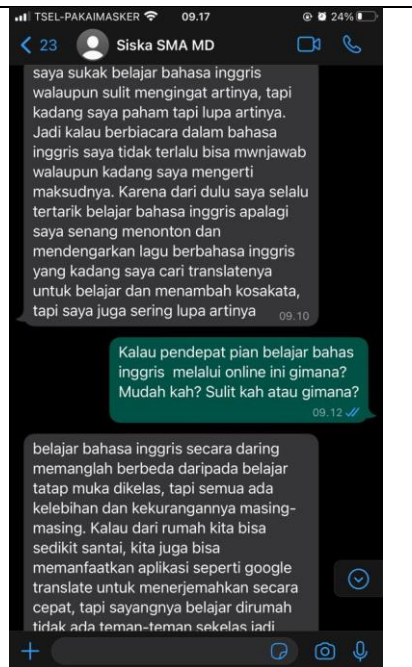 TSEL-PAKAIMASKER 09.17 24%
23 Siska SMA MD
saya sukak belajar bahasa inggris
walaupun sulit mengingat artinya, tapi
kadang saya paham tapi lupa artinya.
Jadi kalau berbiacara dalam bahasa
inggris saya tidak terlalu bisa mwnjawab
walaupun kadang saya mengerti
maksudnya. Karena dari dulu saya selalu
tertarik belajar bahasa inggris apalagi
saya senang menonton dan
mendengarkan lagu berbahasa inggris
yang kadang saya cari translatenya
untuk belajar dan menambah kosakata,
tapi saya juga sering lupa artinya 09.10
Kalau pendepat pian belajar bahas
inggris melalui online ini gimana?
Mudah kah? Sulit kah atau gimana?
09.12
belajar bahasa inggris secara daring
memanglah berbeda daripada belajar
tatap muka dikelas, tapi semua ada
kelebihan dan kekurangannya masing-
masing. Kalau dari rumah kita bisa
sedikit santai, kita juga bisa
memanfaatkan aplikasi seperti google
translate untuk menerjemahkan secara
cepat, tapi sayangnya belajar dirumah
tidak ada teman-teman sekelas jadi